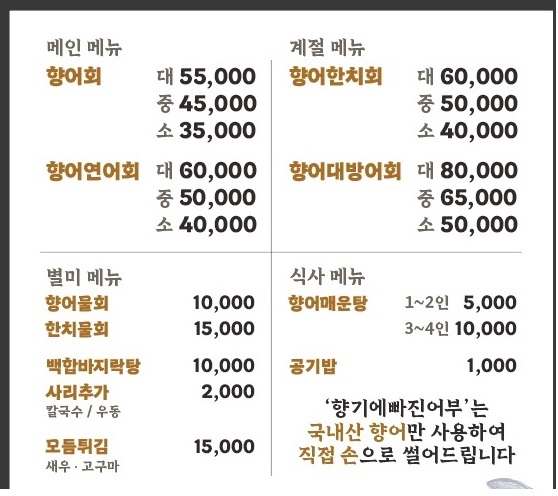 메인 메뉴
향어회 대 55,000
중 45,000
소 35,000
향어연어회 대 60,000
중 50,000
소 40,000
계절 메뉴
향어한치회 대 60,000
중 50,000
소 40,000
향어대방어회 대 80,000
중 65,000
소 50,000
별미 메뉴
향어물회 10,000
한치물회 15,000
백합바지락탕 10,000
사리추가 2,000
칼국수 / 우동
모듬튀김 15,000
새우 · 고구마
식사 메뉴
향어매운탕 1~2인 5,000
3~4인 10,000
공기밥 1,000
‘향기에빠진어부’는
국내산 향어만 사용하여
직접 손으로 썰어드립니다